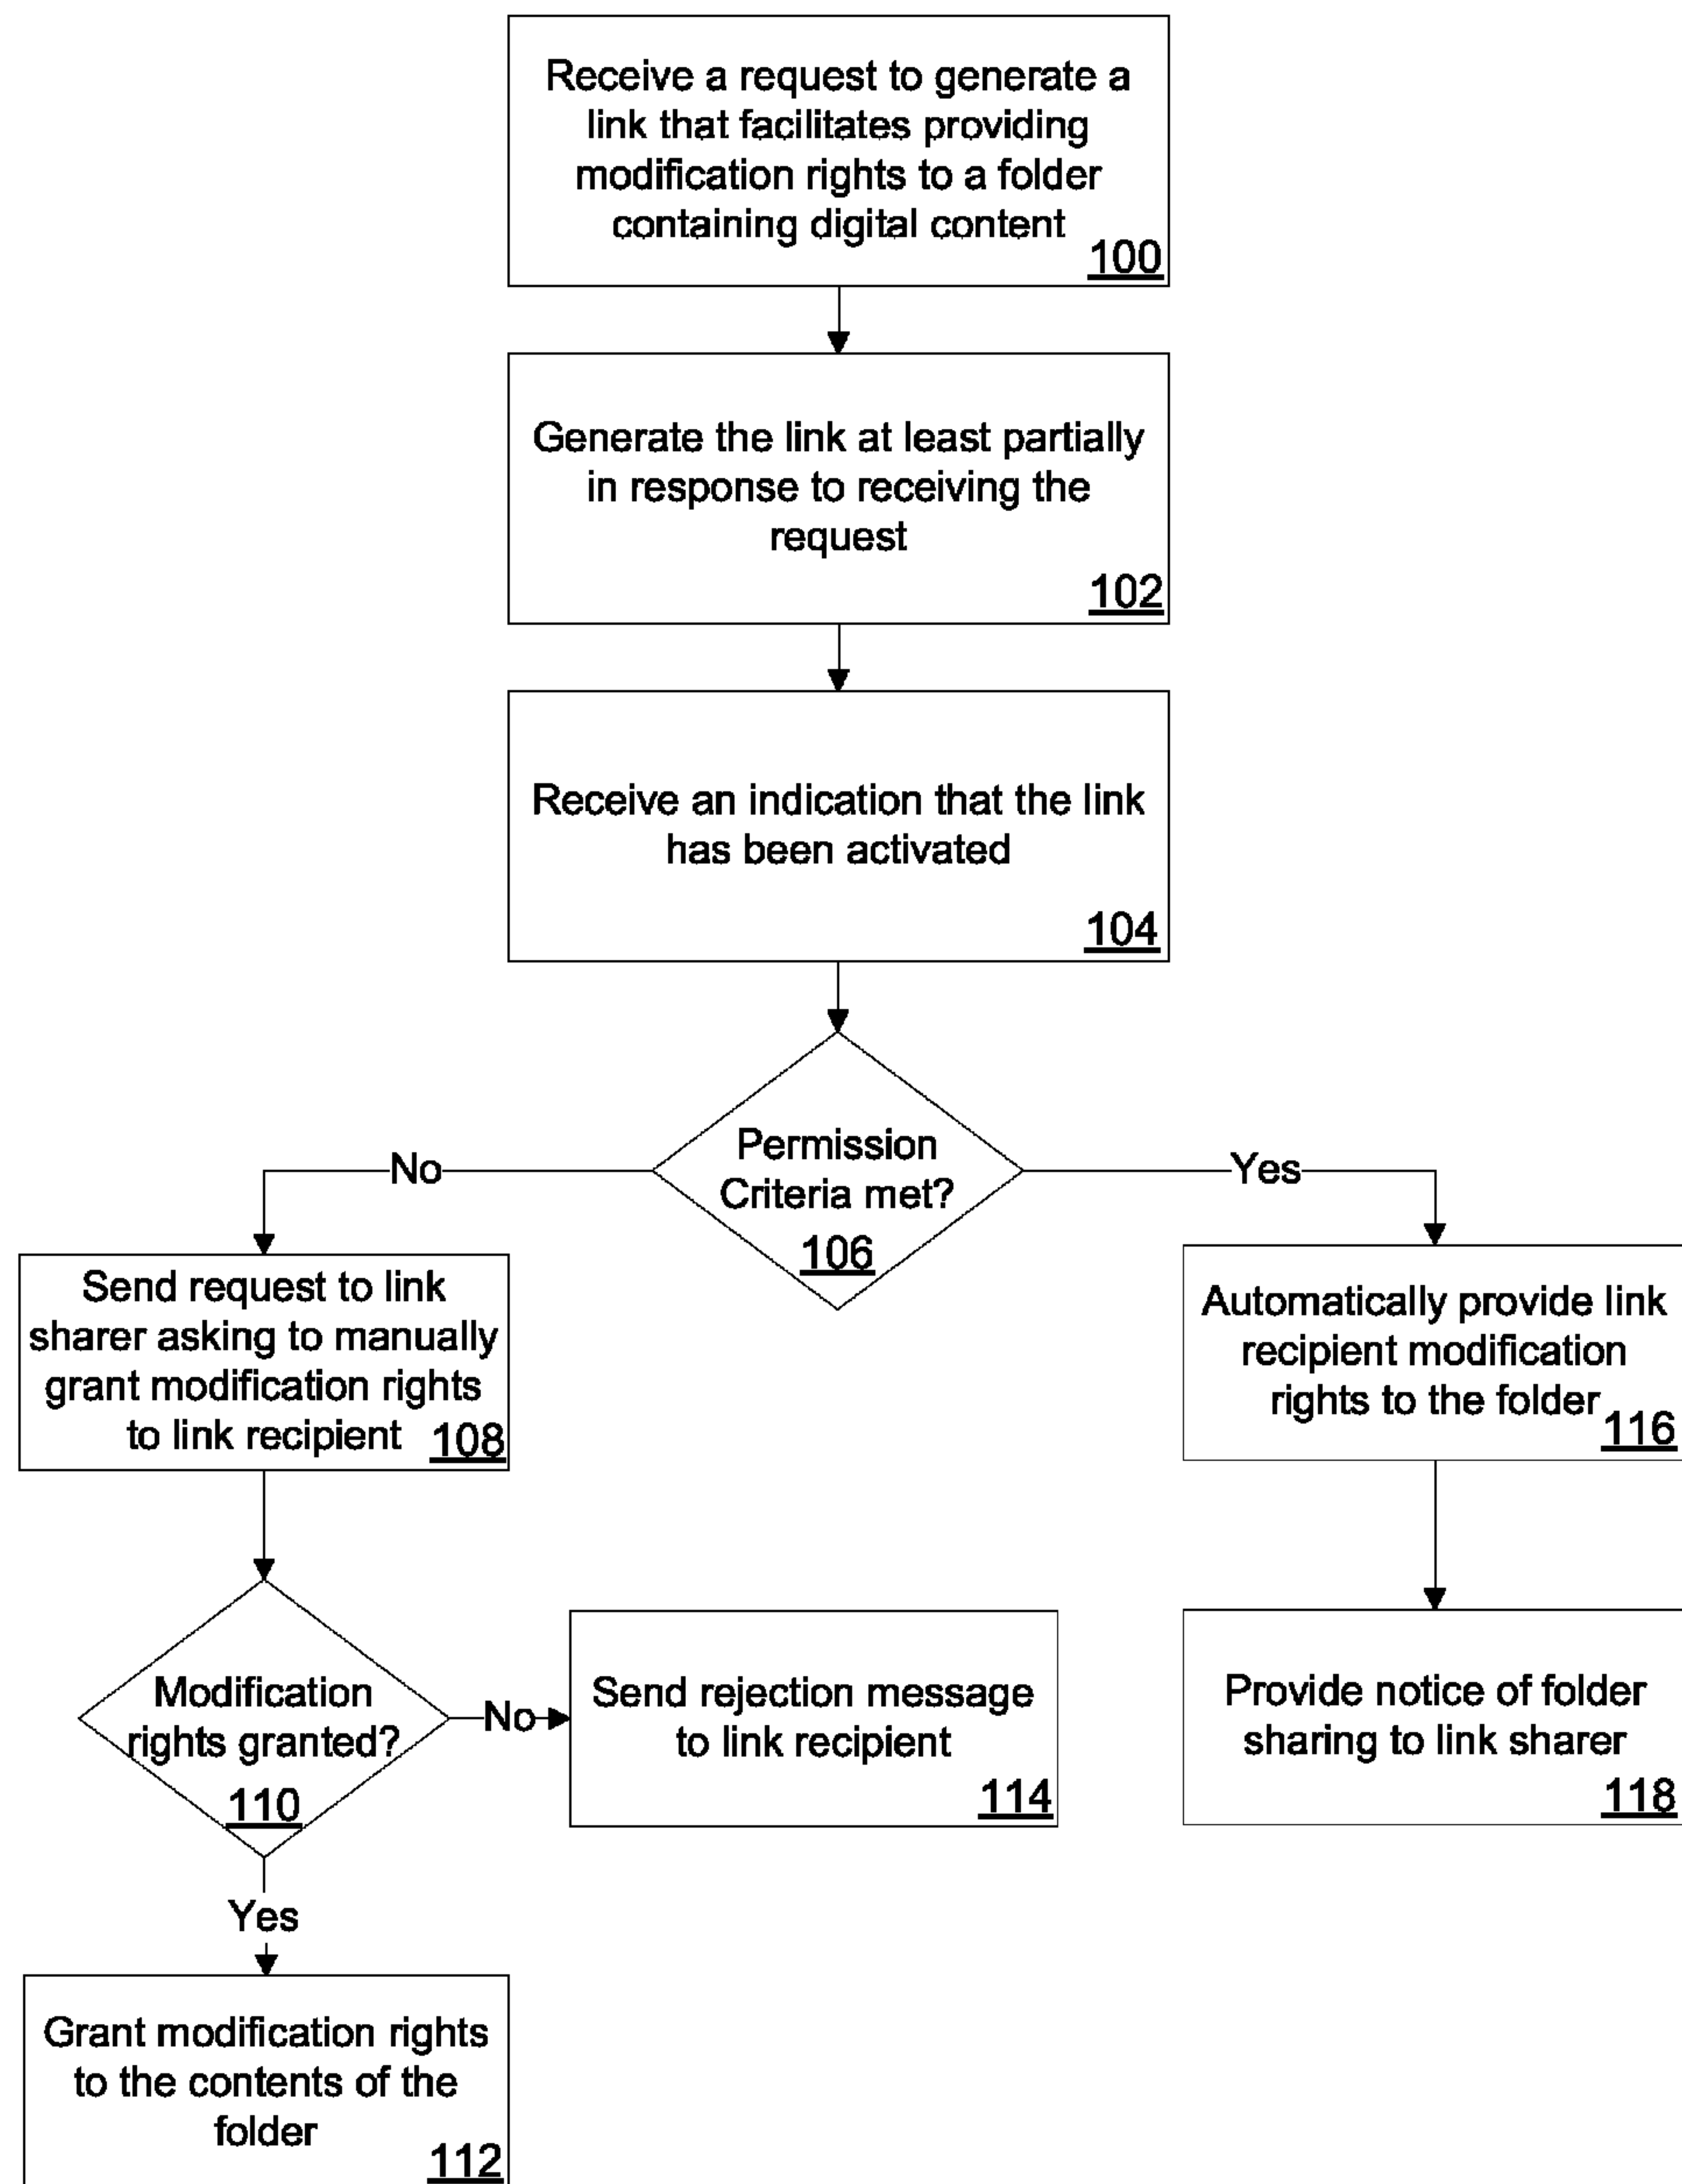 Receive a request to generate a
link that facilitates providing
modification rights to a folder
containing digital content
100
Generate the link at least partially
in response to receiving the
request
102
Receive an indication that the link
has been activated
104
Permission
Criteria met?
106
No
Yes
Send request to link
sharer asking to manually
grant modification rights
to link recipient
108
Automatically provide link
recipient modification
rights to the folder
116
Modification
rights granted?
110
No
Send rejection message
to link recipient
114
Provide notice of folder
sharing to link sharer
118
Yes
Grant modification rights
to the contents of the
folder
112